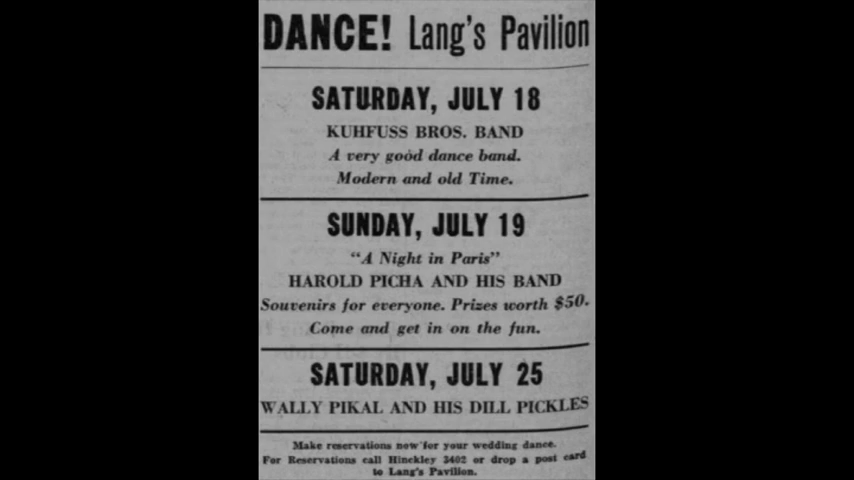 DANCE! Lang's Pavilion
SATURDAY, JULY 18
KUHFUSS BROS. BAND
A very good dance band.
Modern and old Time.
SUNDAY, JULY 19
"A Night in Paris"
HAROLD PICHA AND HIS BAND
Souvenirs for everyone. Prizes worth $50.
Come and get in on the fun.
SATURDAY, JULY 25
WALLY PIKAL AND HIS DILL PICKLES
Make reservations now for your wedding dance.
For Reservations call Hinckley 3402 or drop a post card
to Lang's Pavilion.